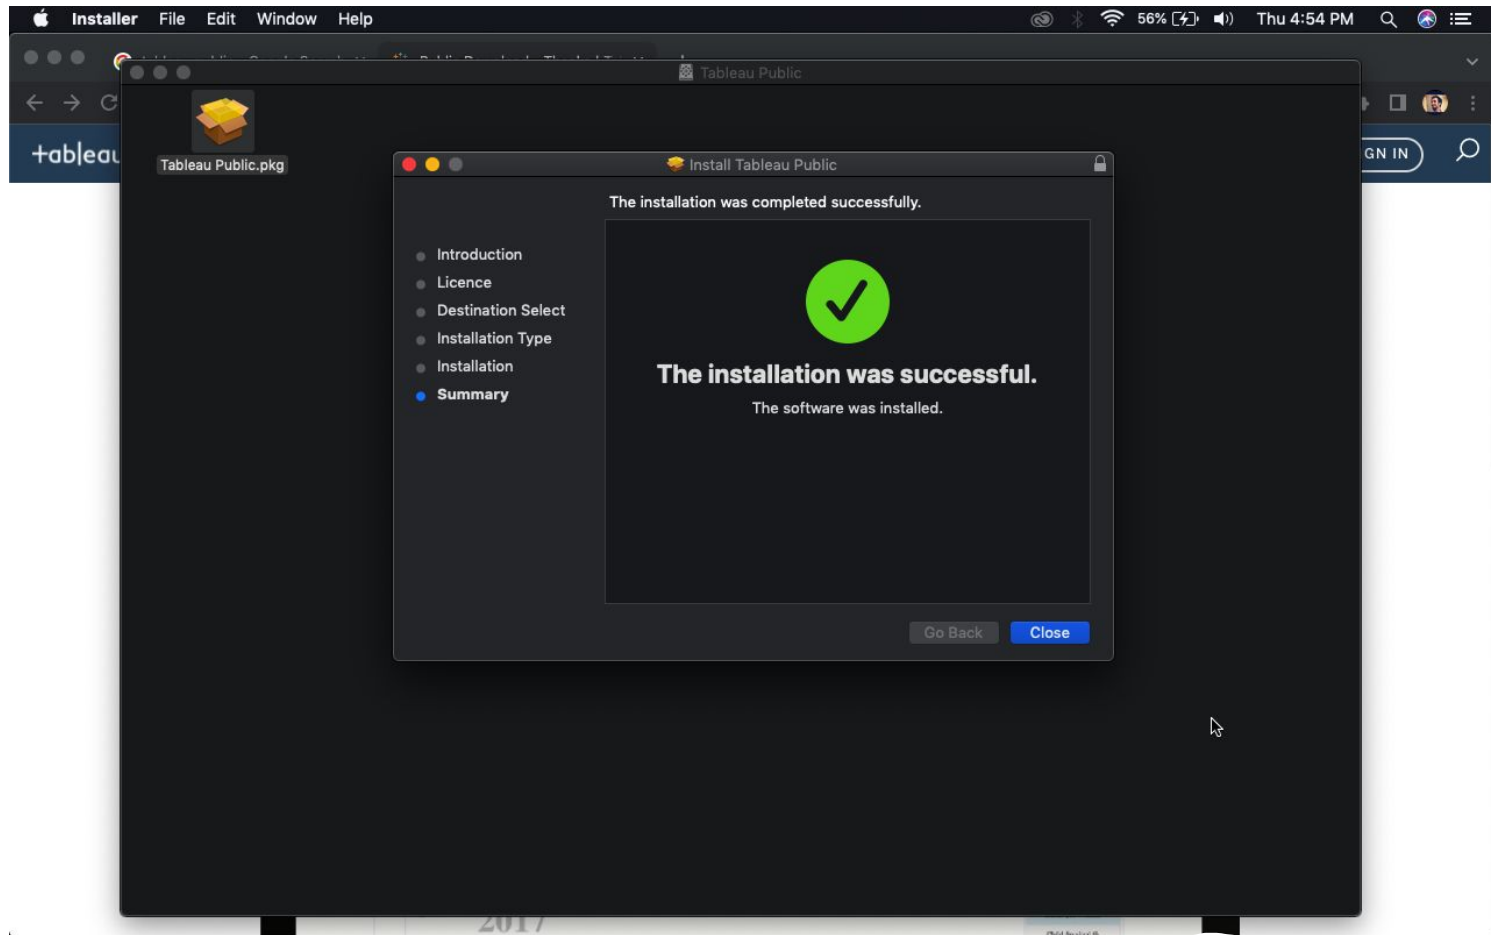 Installer File Edit Window Help 56% Thu 4:54 PM
Tableau Public
+ableau
GN IN
Tableau Public.pkg
Install Tableau Public
The installation was completed successfully.
Introduction
Licence
Destination Select
Installation Type
Installation
Summary
The installation was successful.
The software was installed.
Go Back Close
2017